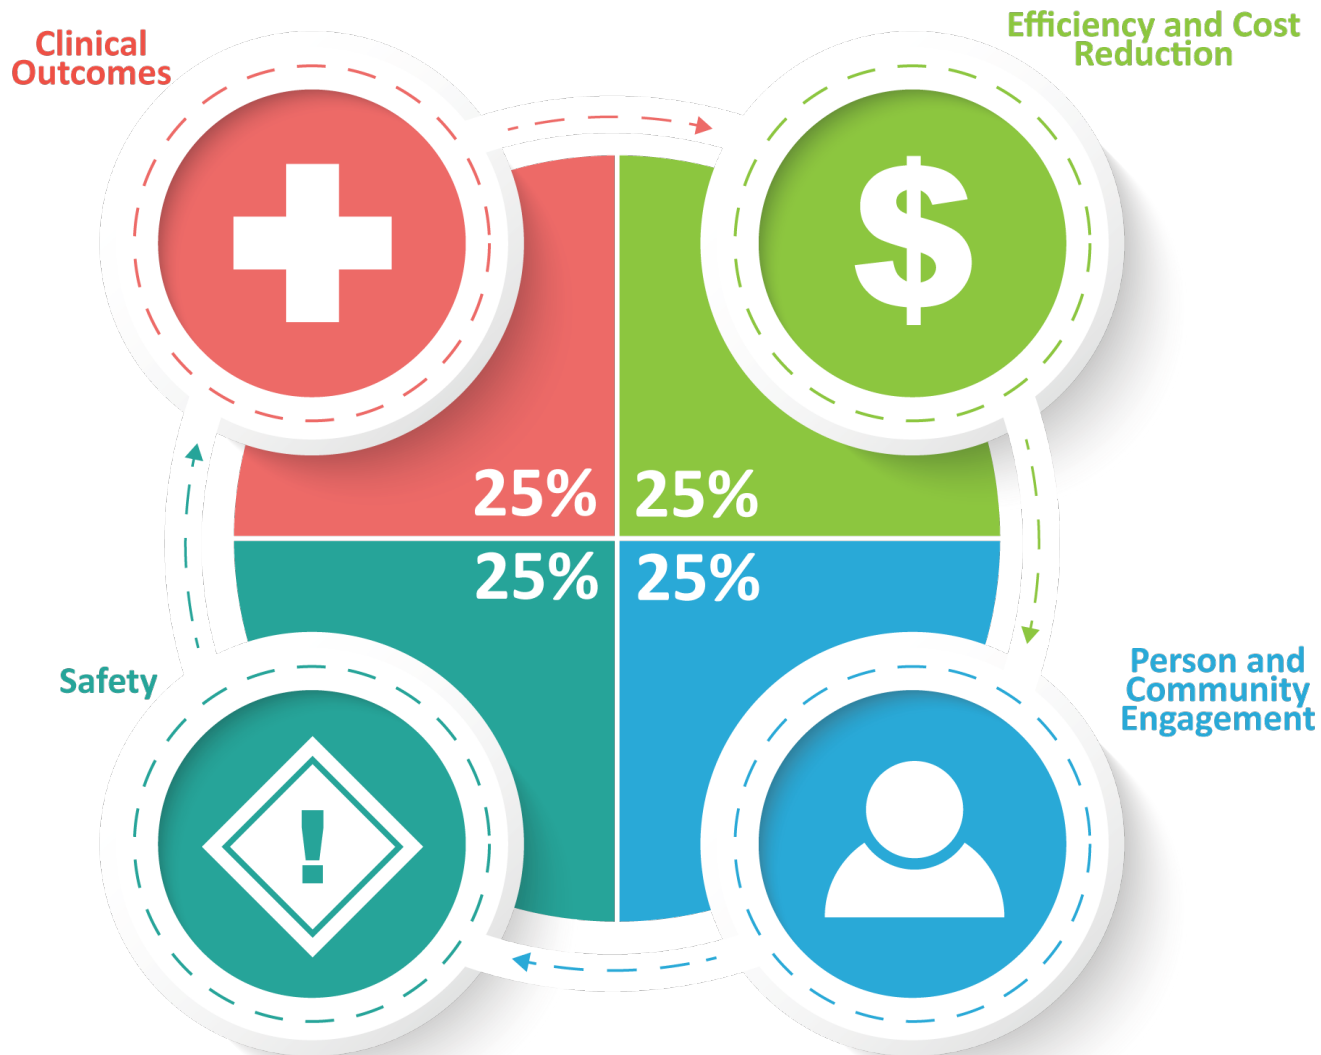 Clinical
Outcomes
Efficiency and Cost
Reduction
$
25%
25%
25%
25%
Safety
Person and
Community
Engagement
!